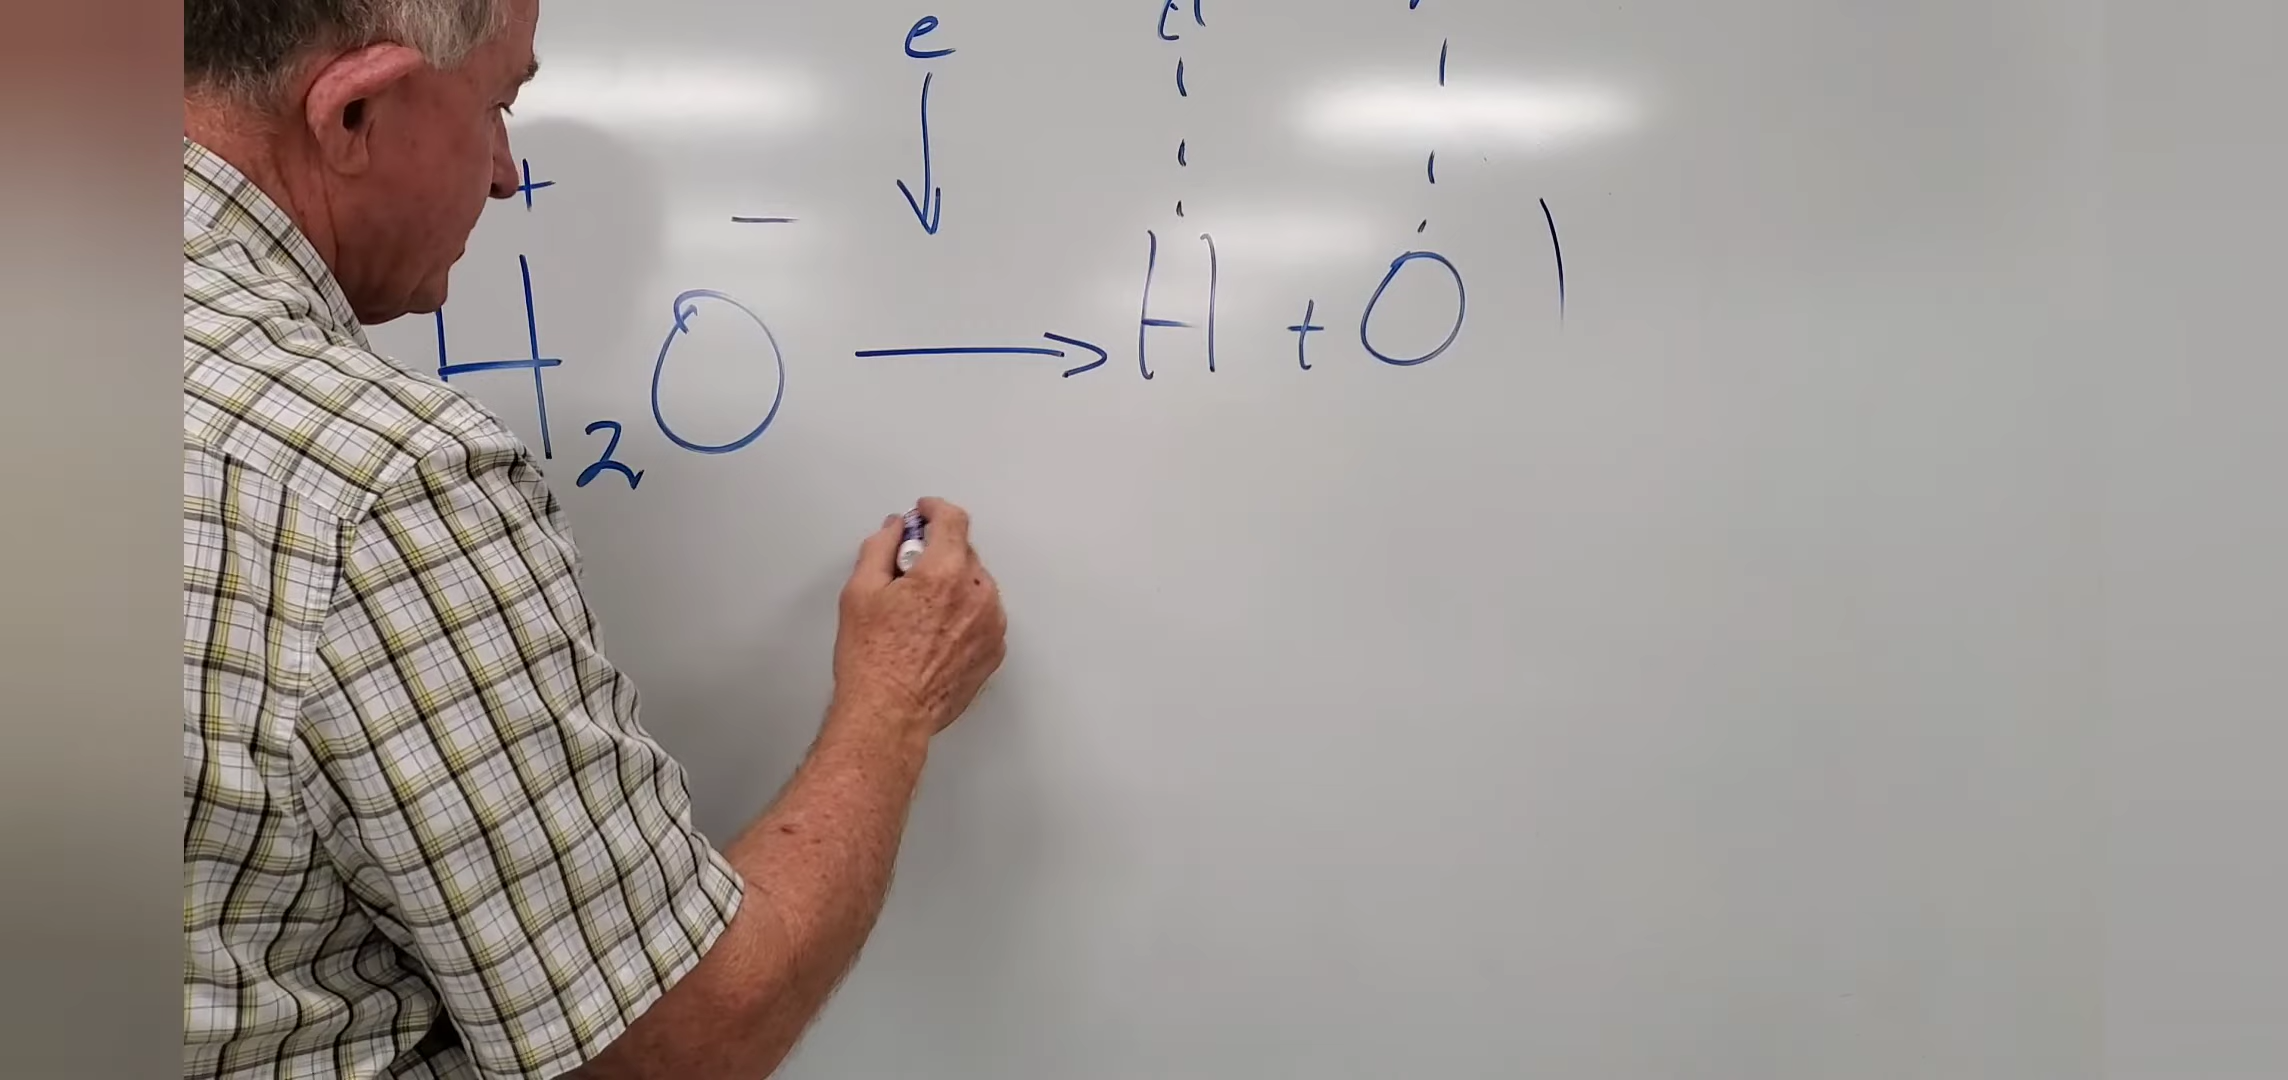 e
+ −
H₂O → H + O